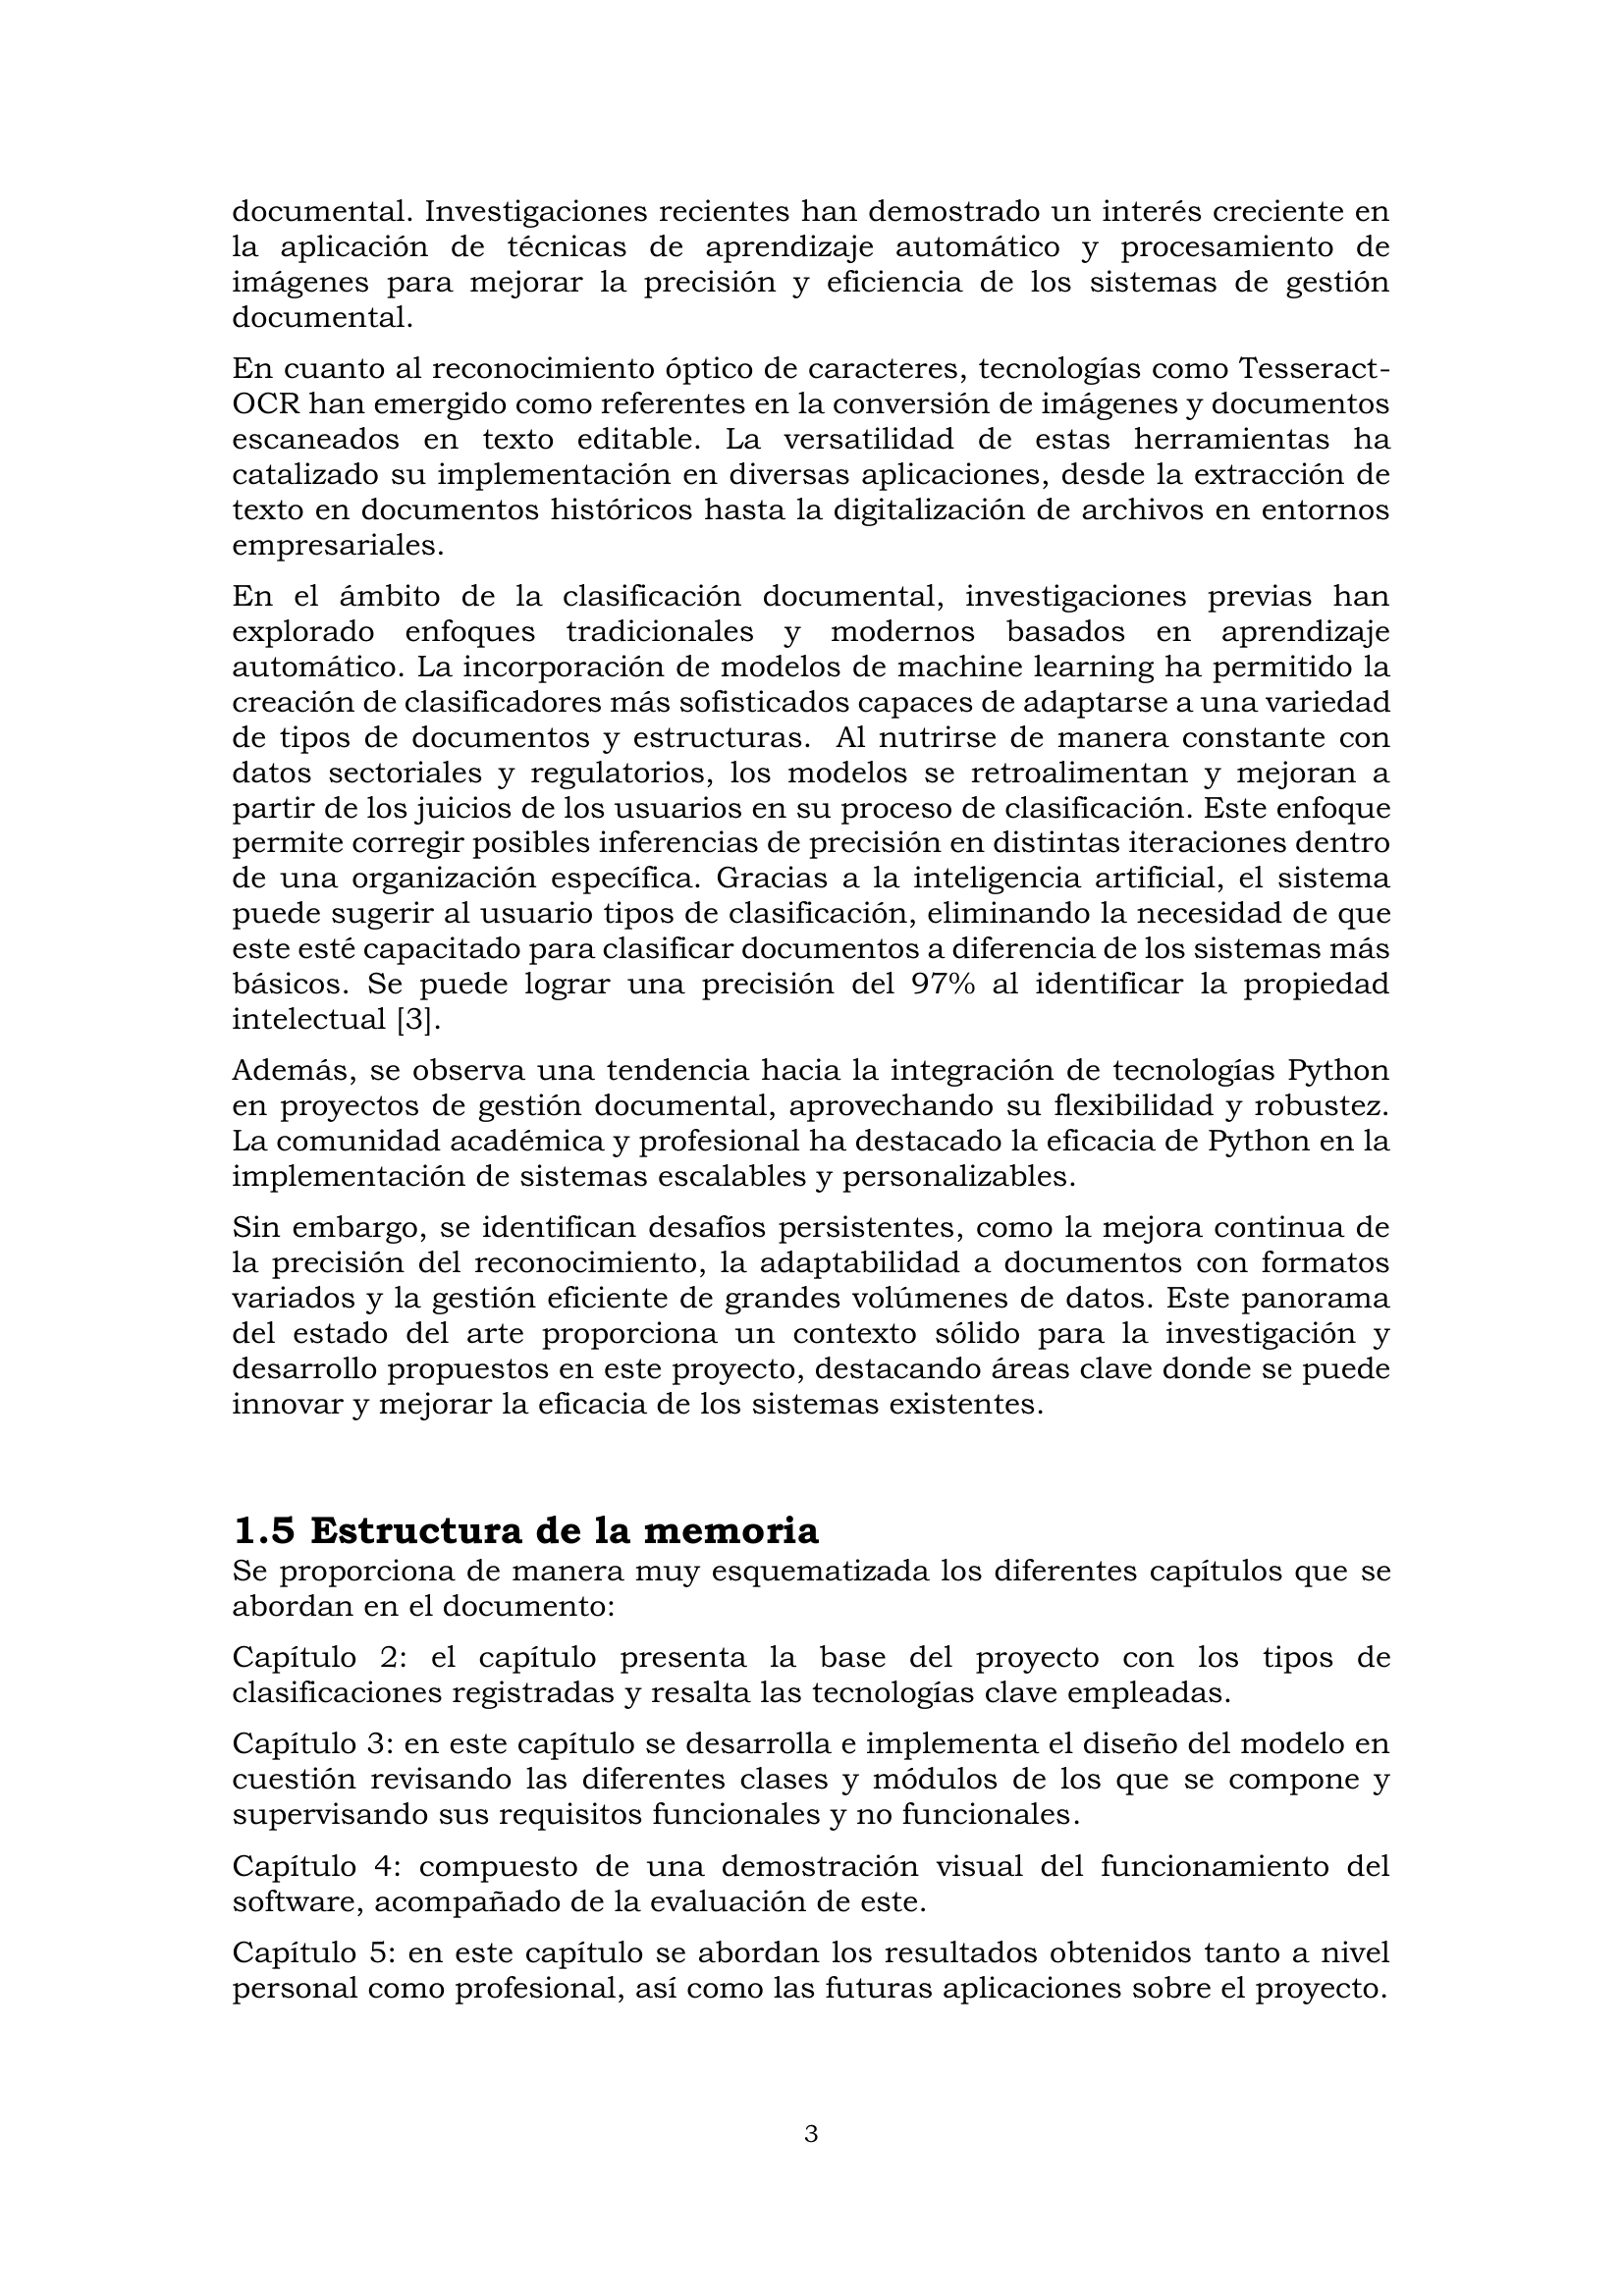 documental. Investigaciones recientes han demostrado un interés creciente en
la aplicación de técnicas de aprendizaje automático y procesamiento de
imágenes para mejorar la precisión y eficiencia de los sistemas de gestión
documental.
En cuanto al reconocimiento óptico de caracteres, tecnologías como Tesseract-
OCR han emergido como referentes en la conversión de imágenes y documentos
escaneados en texto editable. La versatilidad de estas herramientas ha
catalizado su implementación en diversas aplicaciones, desde la extracción de
texto en documentos históricos hasta la digitalización de archivos en entornos
empresariales.
En el ámbito de la clasificación documental, investigaciones previas han
explorado enfoques tradicionales y modernos basados en aprendizaje
automático. La incorporación de modelos de machine learning ha permitido la
creación de clasificadores más sofisticados capaces de adaptarse a una variedad
de tipos de documentos y estructuras.  Al nutrirse de manera constante con
datos sectoriales y regulatorios, los modelos se retroalimentan y mejoran a
partir de los juicios de los usuarios en su proceso de clasificación. Este enfoque
permite corregir posibles inferencias de precisión en distintas iteraciones dentro
de una organización específica. Gracias a la inteligencia artificial, el sistema
puede sugerir al usuario tipos de clasificación, eliminando la necesidad de que
este esté capacitado para clasificar documentos a diferencia de los sistemas más
básicos. Se puede lograr una precisión del 97% al identificar la propiedad
intelectual [3].
Además, se observa una tendencia hacia la integración de tecnologías Python
en proyectos de gestión documental, aprovechando su flexibilidad y robustez.
La comunidad académica y profesional ha destacado la eficacia de Python en la
implementación de sistemas escalables y personalizables.
Sin embargo, se identifican desafíos persistentes, como la mejora continua de
la precisión del reconocimiento, la adaptabilidad a documentos con formatos
variados y la gestión eficiente de grandes volúmenes de datos. Este panorama
del estado del arte proporciona un contexto sólido para la investigación y
desarrollo propuestos en este proyecto, destacando áreas clave donde se puede
innovar y mejorar la eficacia de los sistemas existentes.
1.5 Estructura de la memoria
Se proporciona de manera muy esquematizada los diferentes capítulos que se
abordan en el documento:
Capítulo 2: el capítulo presenta la base del proyecto con los tipos de
clasificaciones registradas y resalta las tecnologías clave empleadas.
Capítulo 3: en este capítulo se desarrolla e implementa el diseño del modelo en
cuestión revisando las diferentes clases y módulos de los que se compone y
supervisando sus requisitos funcionales y no funcionales.
Capítulo 4: compuesto de una demostración visual del funcionamiento del
software, acompañado de la evaluación de este.
Capítulo 5: en este capítulo se abordan los resultados obtenidos tanto a nivel
personal como profesional, así como las futuras aplicaciones sobre el proyecto.
3